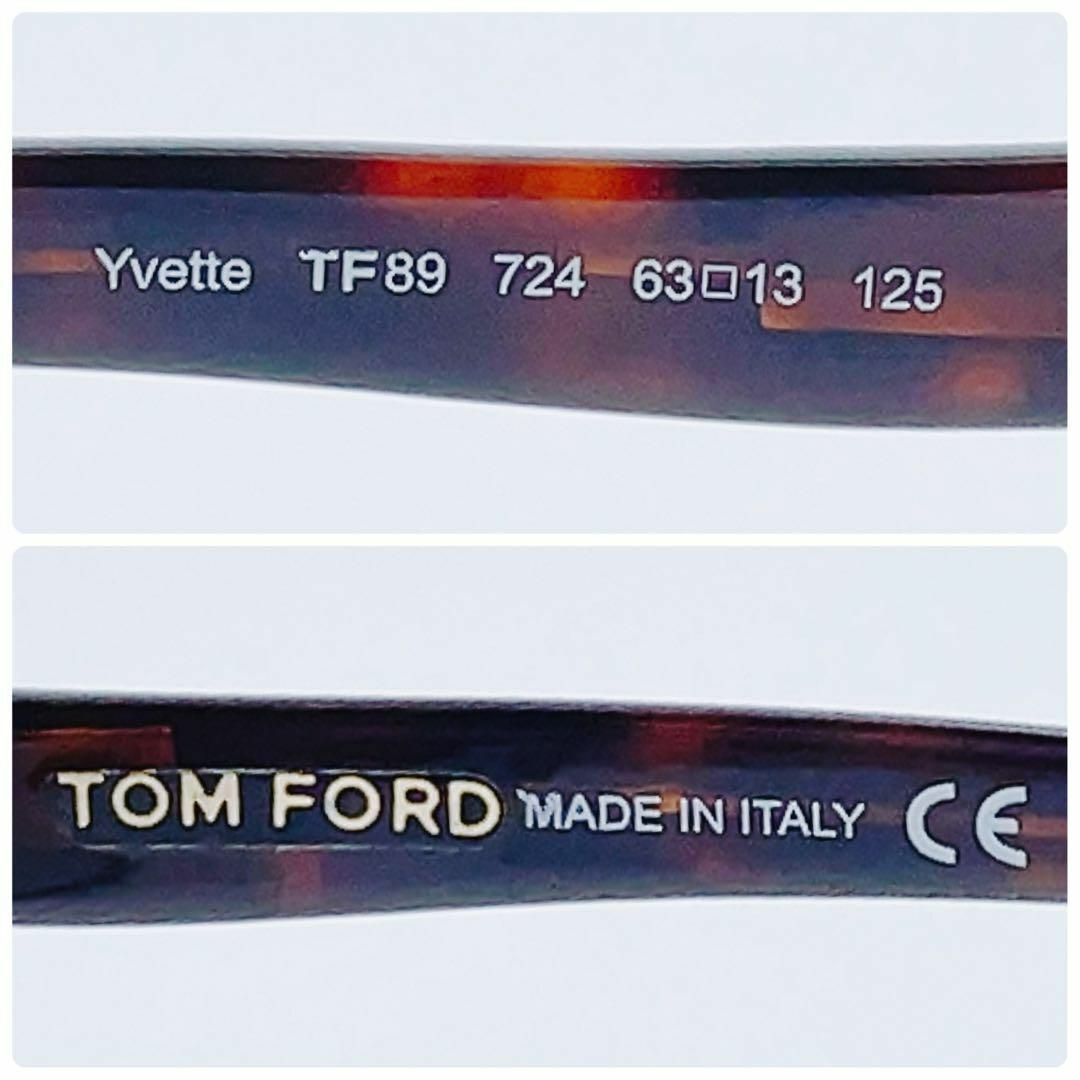 Yvette TF89 724 63□13 125
TOM FORD MADE IN ITALY CE